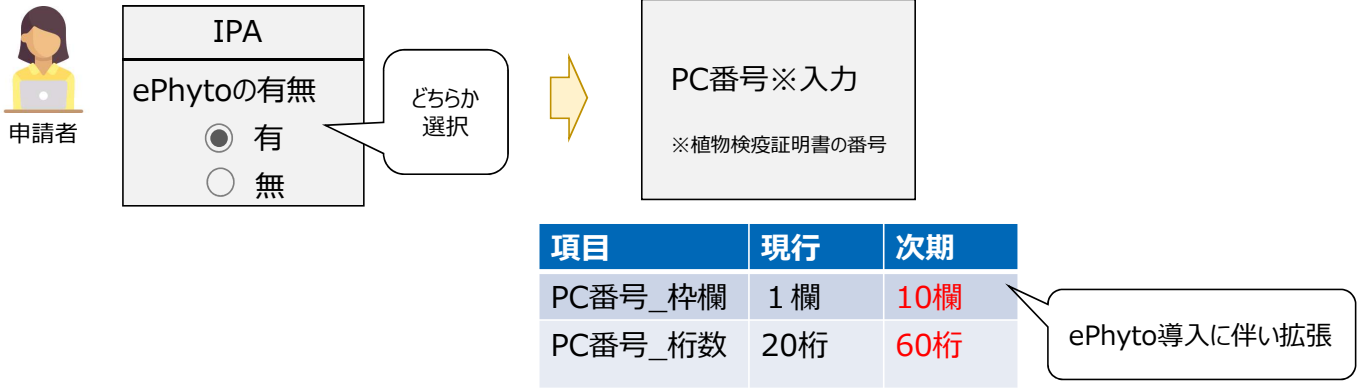 申請者
IPA
ePhytoの有無
有
無
どちらか
選択
PC番号※入力
※植物検疫証明書の番号
項目 現行 次期
PC番号_枠欄 １欄 10欄
PC番号_桁数 20桁 60桁
ePhyto導入に伴い拡張